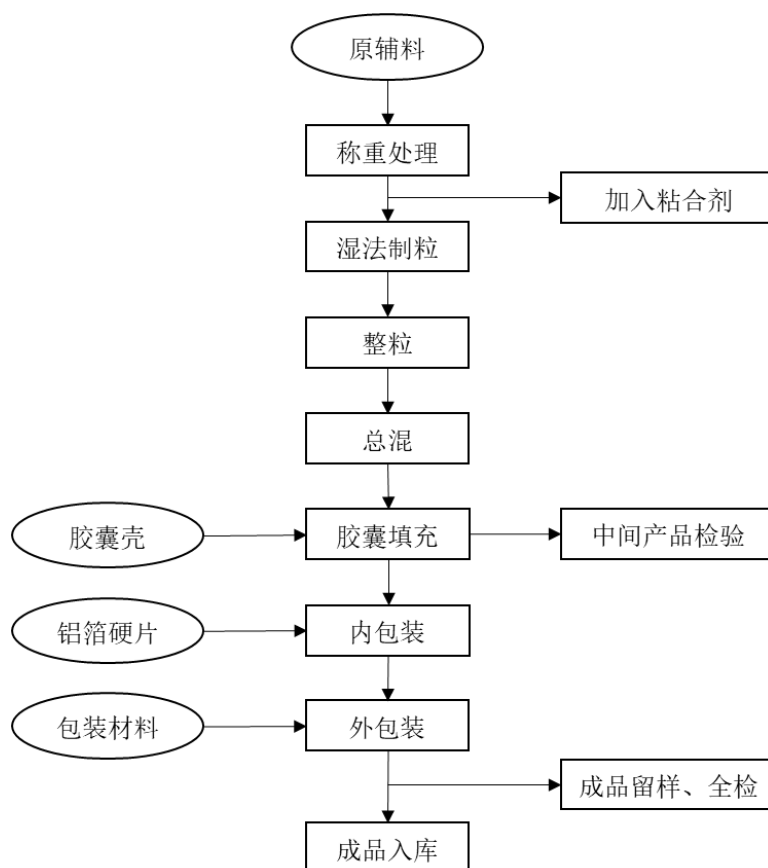 原辅料
称重处理
加入粘合剂
湿法制粒
整粒
总混
胶囊壳
胶囊填充
中间产品检验
铝箔硬片
内包装
包装材料
外包装
成品留样、全检
成品入库